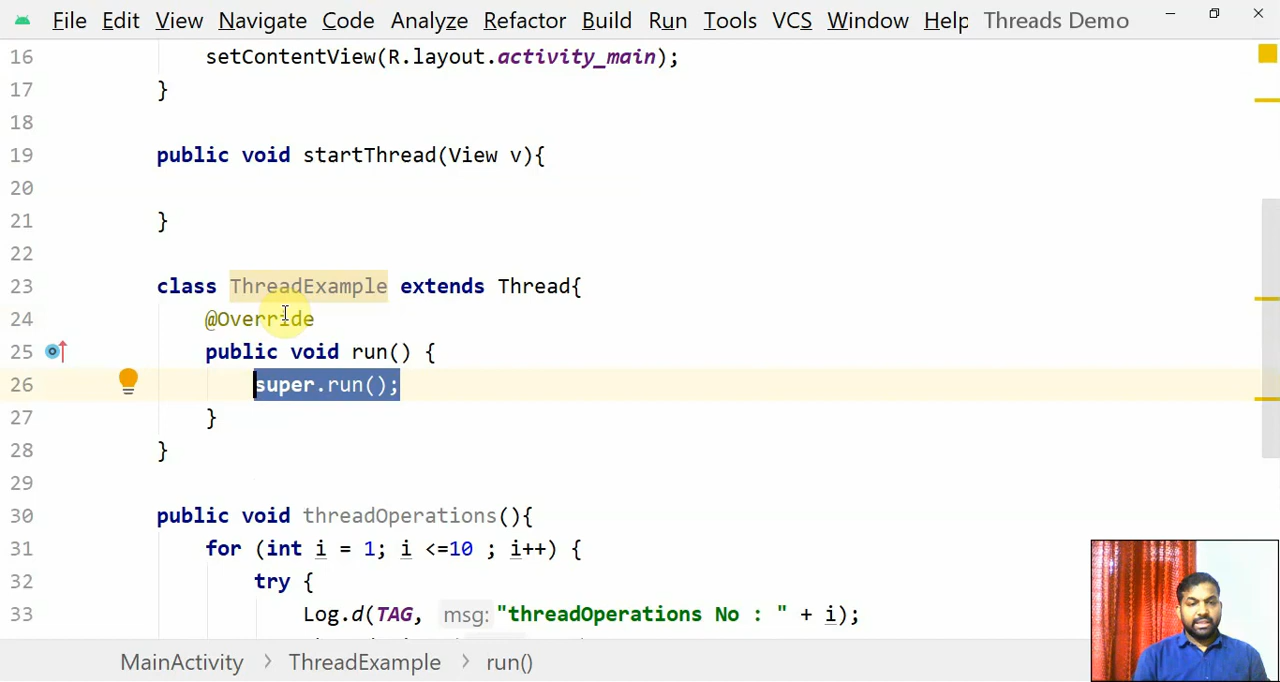 File Edit View Navigate Code Analyze Refactor Build Run Tools VCS Window Help Threads Demo
16 setContentView(R.layout.activity_main);
17 }
18
19 public void startThread(View v){
20
21 }
22
23 class ThreadExample extends Thread{
24 @Override
25 public void run() {
26 super.run();
27 }
28 }
29
30 public void threadOperations(){
31 for (int i = 1; i <=10 ; i++) {
32 try {
33 Log.d(TAG, msg: "threadOperations No : " + i);
MainActivity > ThreadExample > run()